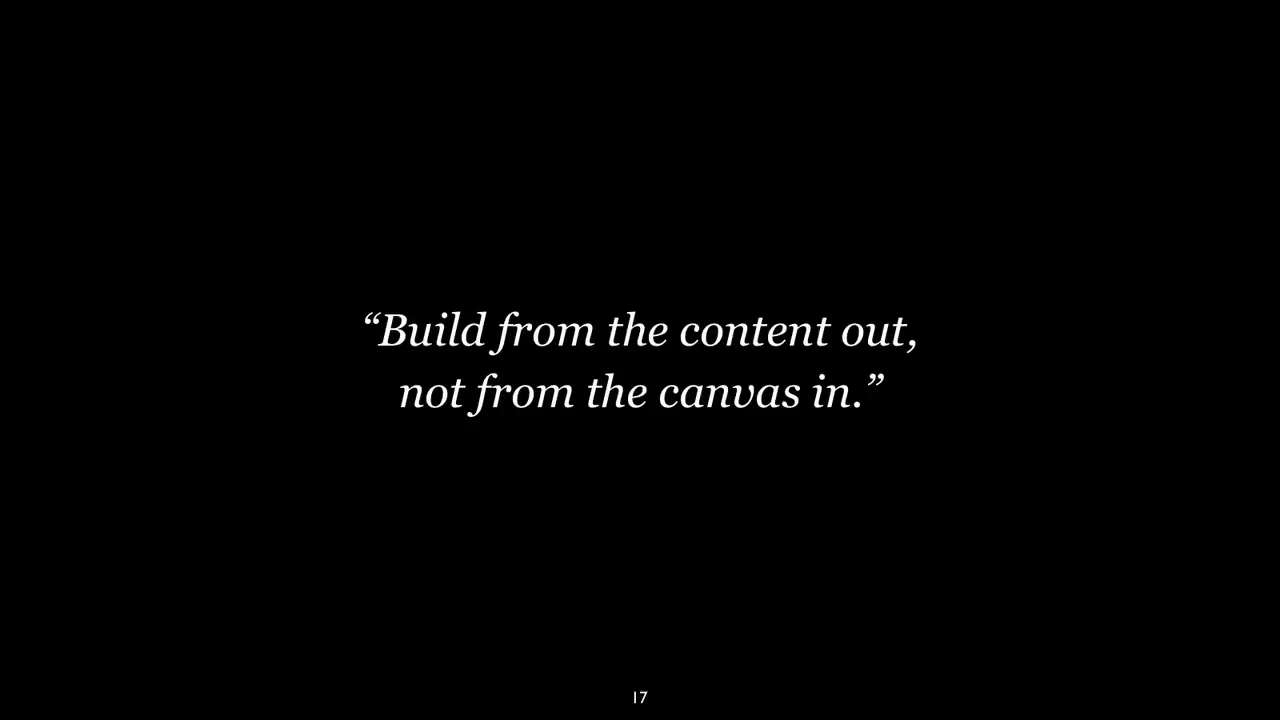 “Build from the content out,
not from the canvas in.”
17